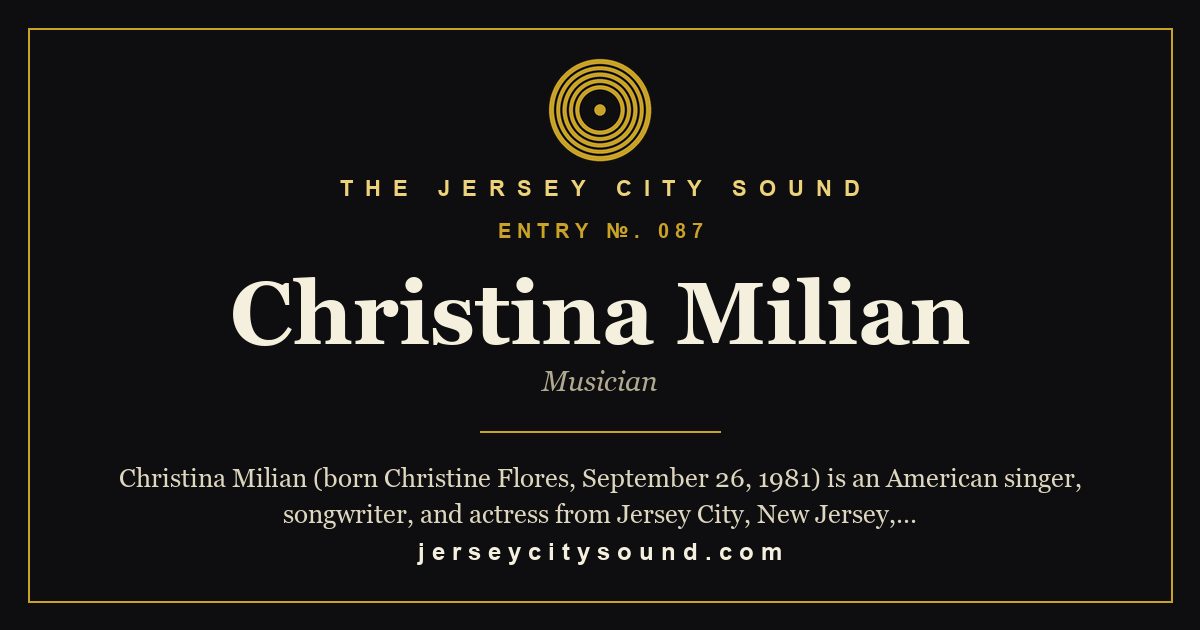 THE JERSEY CITY SOUND
ENTRY №. 087
Christina Milian
Musician
Christina Milian (born Christine Flores, September 26, 1981) is an American singer,
songwriter, and actress from Jersey City, New Jersey,...
jerseycitysound.com